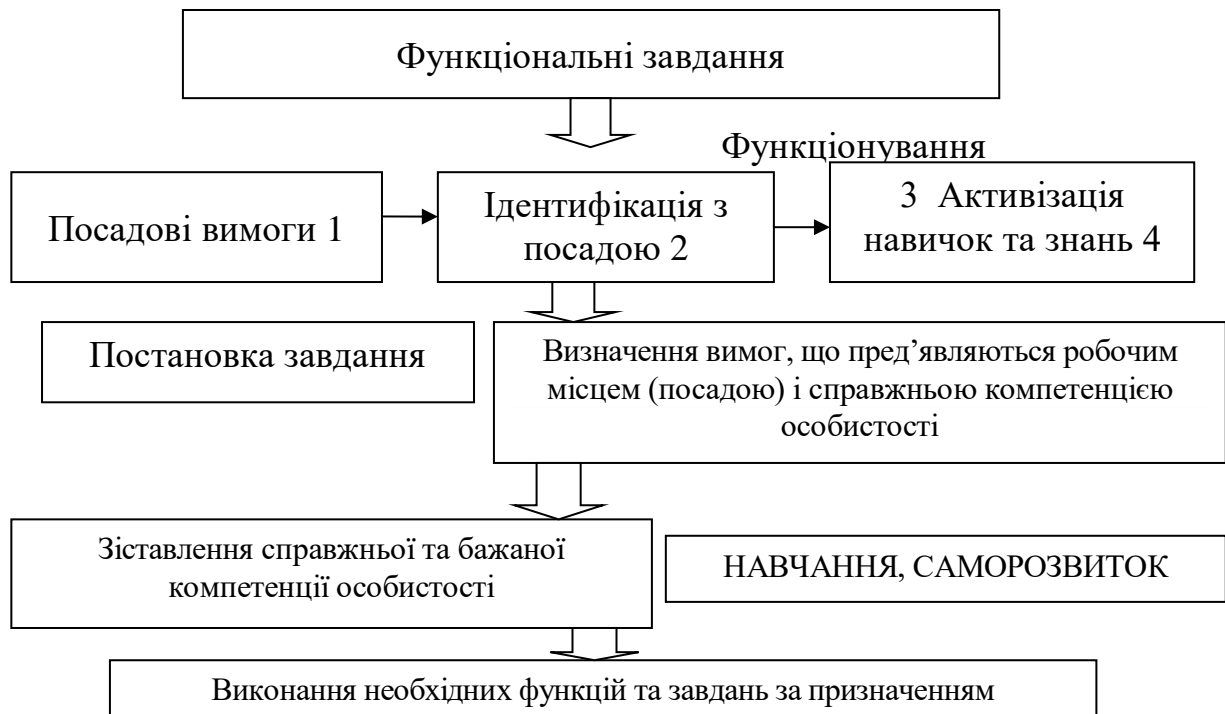 Функціональні завдання
Функціонування
Посадові вимоги 1
Ідентифікація з
посадою 2
3 Активізація
навичок та знань 4
Постановка завдання
Визначення вимог, що пред’являються робочим
місцем (посадою) і справжньою компетенцією
особистості
Зіставлення справжньої та бажаної
компетенції особистості
НАВЧАННЯ, САМОРОЗВИТОК
Виконання необхідних функцій та завдань за призначенням